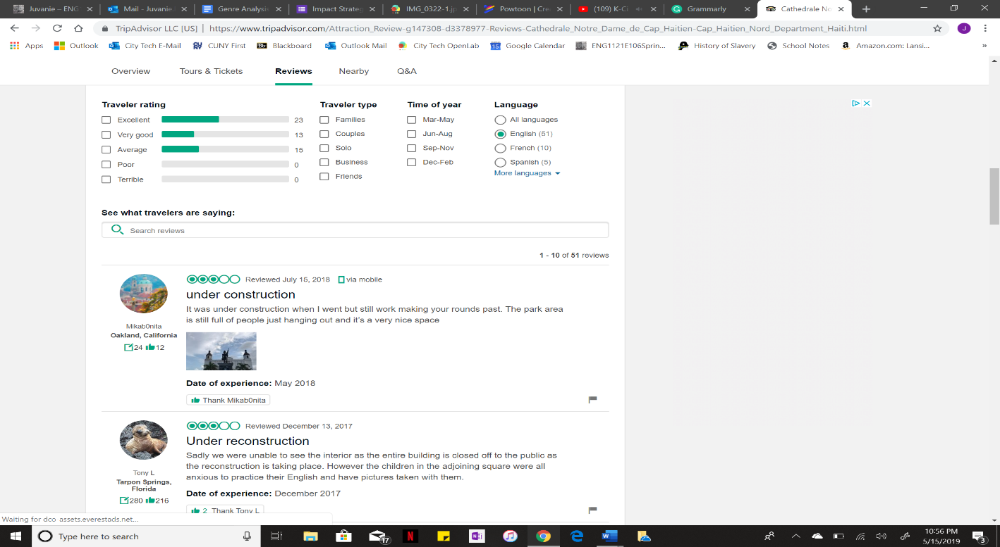 Juvanie – ENG
Mail - Juvanie.
Genre Analysis
Impact Strateg
IMG_0322-1.jp
Powtoon | Cre
(109) K-Ci
Grammarly
Cathedrale No
TripAdvisor LLC [US] | https://www.tripadvisor.com/Attraction_Review-g147308-d3378977-Reviews-Cathedrale_Notre_Dame_de_Cap_Haitien-Cap_Haitien_Nord_Department_Haiti.html
J
Apps
Outlook
City Tech E-Mail
CUNY First
Bb
Blackboard
Outlook Mail
City Tech OpenLab
15
Google Calendar
ENG1121E106Sprin...
History of Slavery
School Notes
a
Amazon.com: Lansi...
»
Overview
Tours & Tickets
Reviews
Nearby
Q&A
Traveler rating
Excellent 23
Very good 13
Average 15
Poor 0
Terrible 0
Traveler type
Families
Couples
Solo
Business
Friends
Time of year
Mar-May
Jun-Aug
Sep-Nov
Dec-Feb
Language
All languages
English (51)
French (10)
Spanish (5)
More languages
See what travelers are saying:
Search reviews
1 - 10 of 51 reviews
Mikab0nita
Oakland, California
24 12
Reviewed July 15, 2018 via mobile
under construction
It was under construction when I went but still work making your rounds past. The park area
is still full of people just hanging out and it's a very nice space
Date of experience: May 2018
Thank Mikab0nita
Tony L
Tarpon Springs,
Florida
280 216
Reviewed December 13, 2017
Under reconstruction
Sadly we were unable to see the interior as the entire building is closed off to the public as
the reconstruction is taking place. However the children in the adjoining square were all
anxious to practice their English and have pictures taken with them.
Date of experience: December 2017
2 Thank Tony L
Waiting for dco-assets.everestads.net...
Type here to search
17
N
N
e
W
10:56 PM
5/15/2019
3